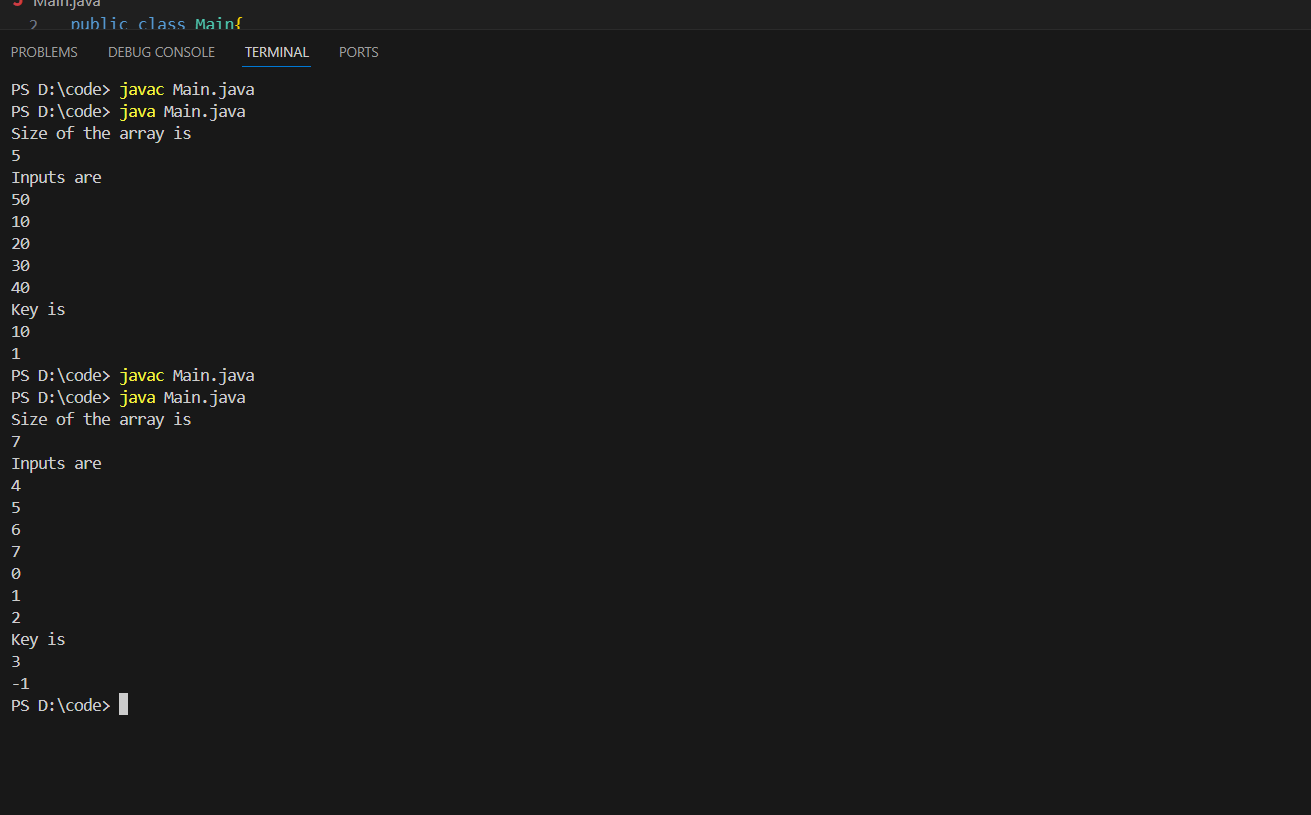 Main.java
2 public class Main{
PROBLEMS DEBUG CONSOLE TERMINAL PORTS
PS D:\code> javac Main.java
PS D:\code> java Main.java
Size of the array is
5
Inputs are
50
10
20
30
40
Key is
10
1
PS D:\code> javac Main.java
PS D:\code> java Main.java
Size of the array is
7
Inputs are
4
5
6
7
0
1
2
Key is
3
-1
PS D:\code>